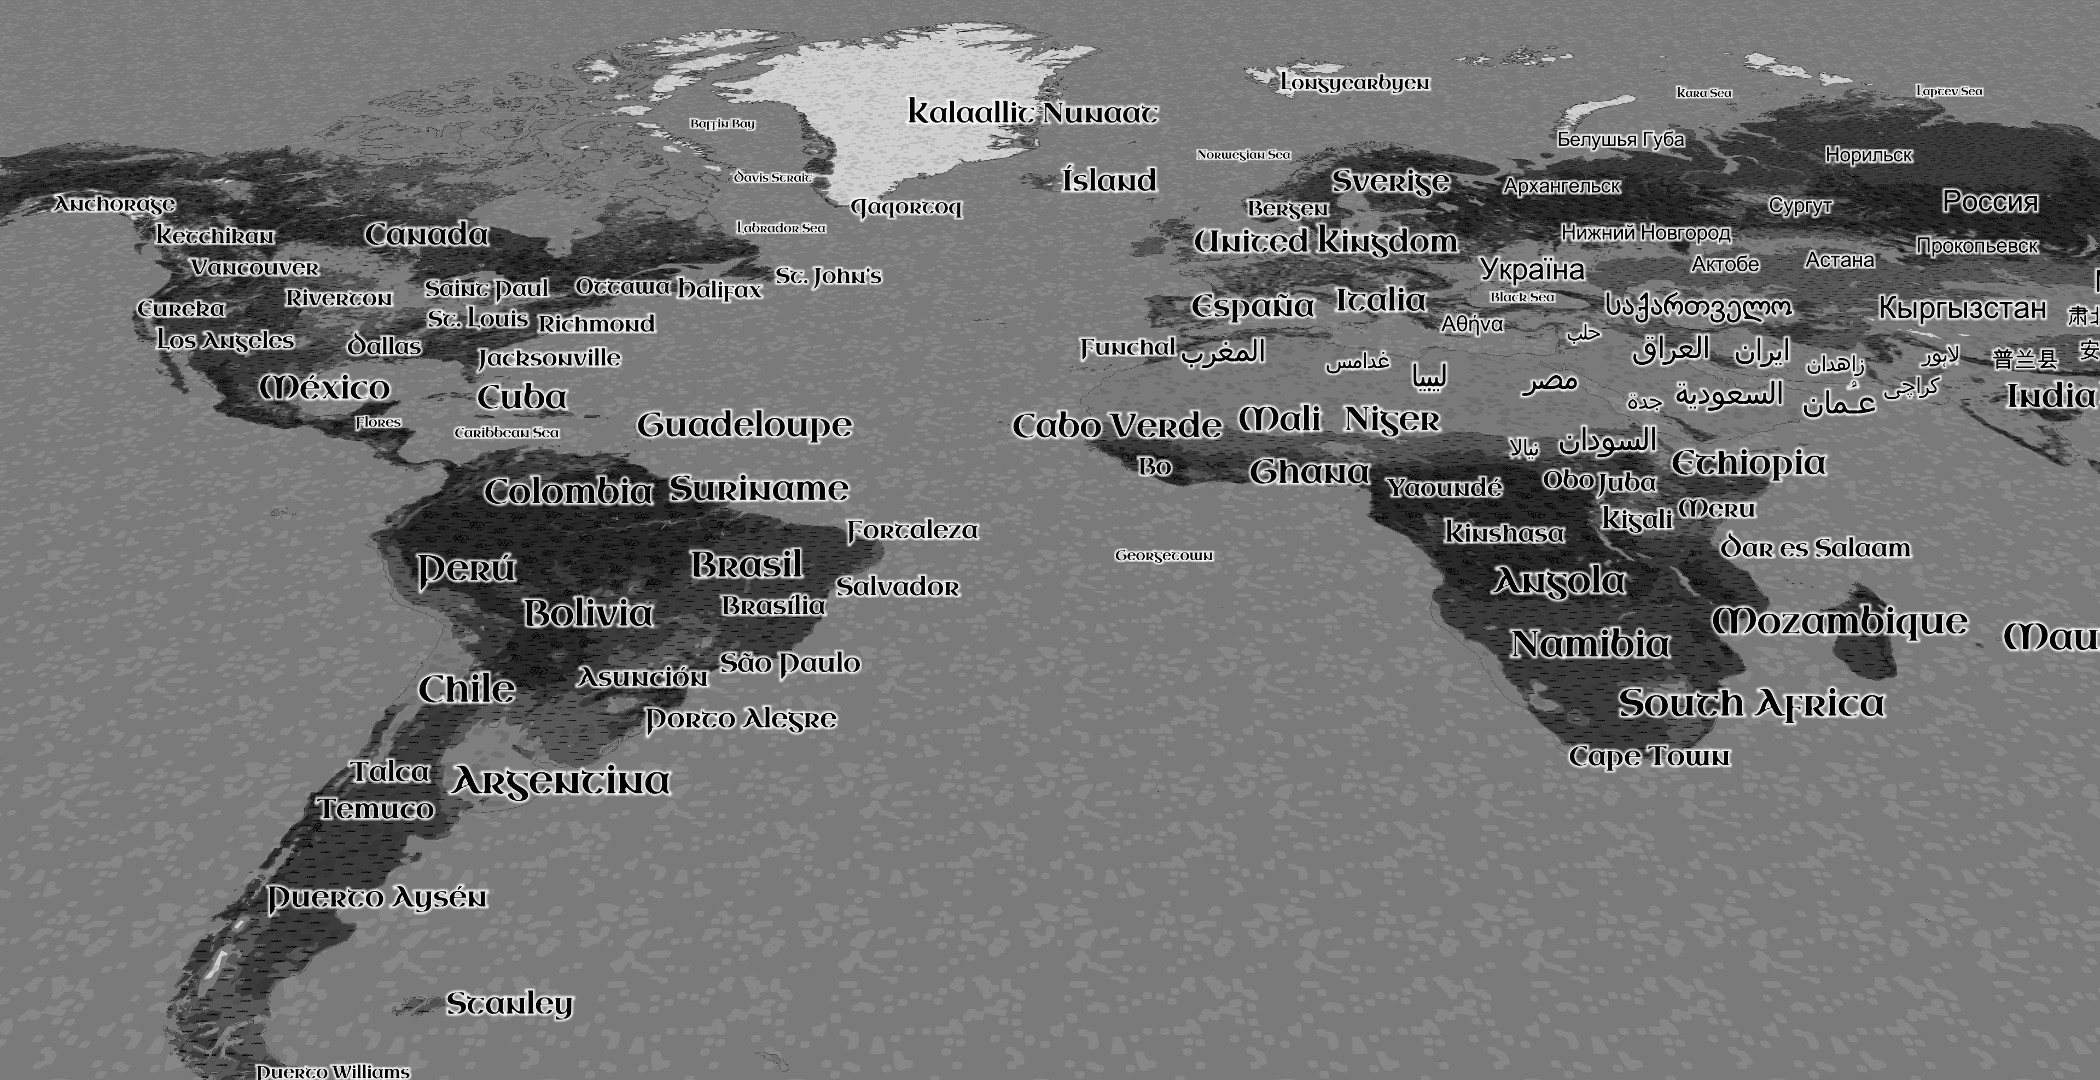 Longyearbyen
Kara Sea
Laptev Sea
Kalaallit Nunaat
Baffin Bay
Белушья Губа
Norwegian Sea
Норильск
Davis Strait
Ísland
Sverige
Архангельск
Anchorage
Qaqortoq
Bergen
Сургут
Россия
Ketchikan
Canada
Labrador Sea
United Kingdom
Нижний Новгород
Прокопьевск
Vancouver
Україна
Актобе
Астана
Riverton
Saint Paul
Ottawa
Halifax
St. John's
Black Sea
Eureka
St. Louis
Richmond
España
Italia
Αθήνα
საქართველო
Кыргызстан
Los Angeles
Dallas
Jacksonville
Funchal
المغرب
غدامس
حلب
العراق
ایران
زاهدان
لاہور
普兰县
México
Cuba
ليبيا
مصر
جدة
السعودية
عُمان
کراچی
India
Flores
Caribbean Sea
Guadeloupe
Cabo Verde
Mali
Niger
نيالا
السودان
Bo
Ghana
Ethiopia
Colombia
Suriname
Yaoundé
Obo
Juba
Meru
Fortaleza
Kinshasa
Kigali
Georgetown
Dar es Salaam
Perú
Brasil
Salvador
Angola
Bolivia
Brasília
Mozambique
Namibia
Mau
Asunción
São Paulo
Chile
South Africa
Porto Alegre
Cape Town
Talca
Argentina
Temuco
Puerto Aysén
Stanley
Puerto Williams